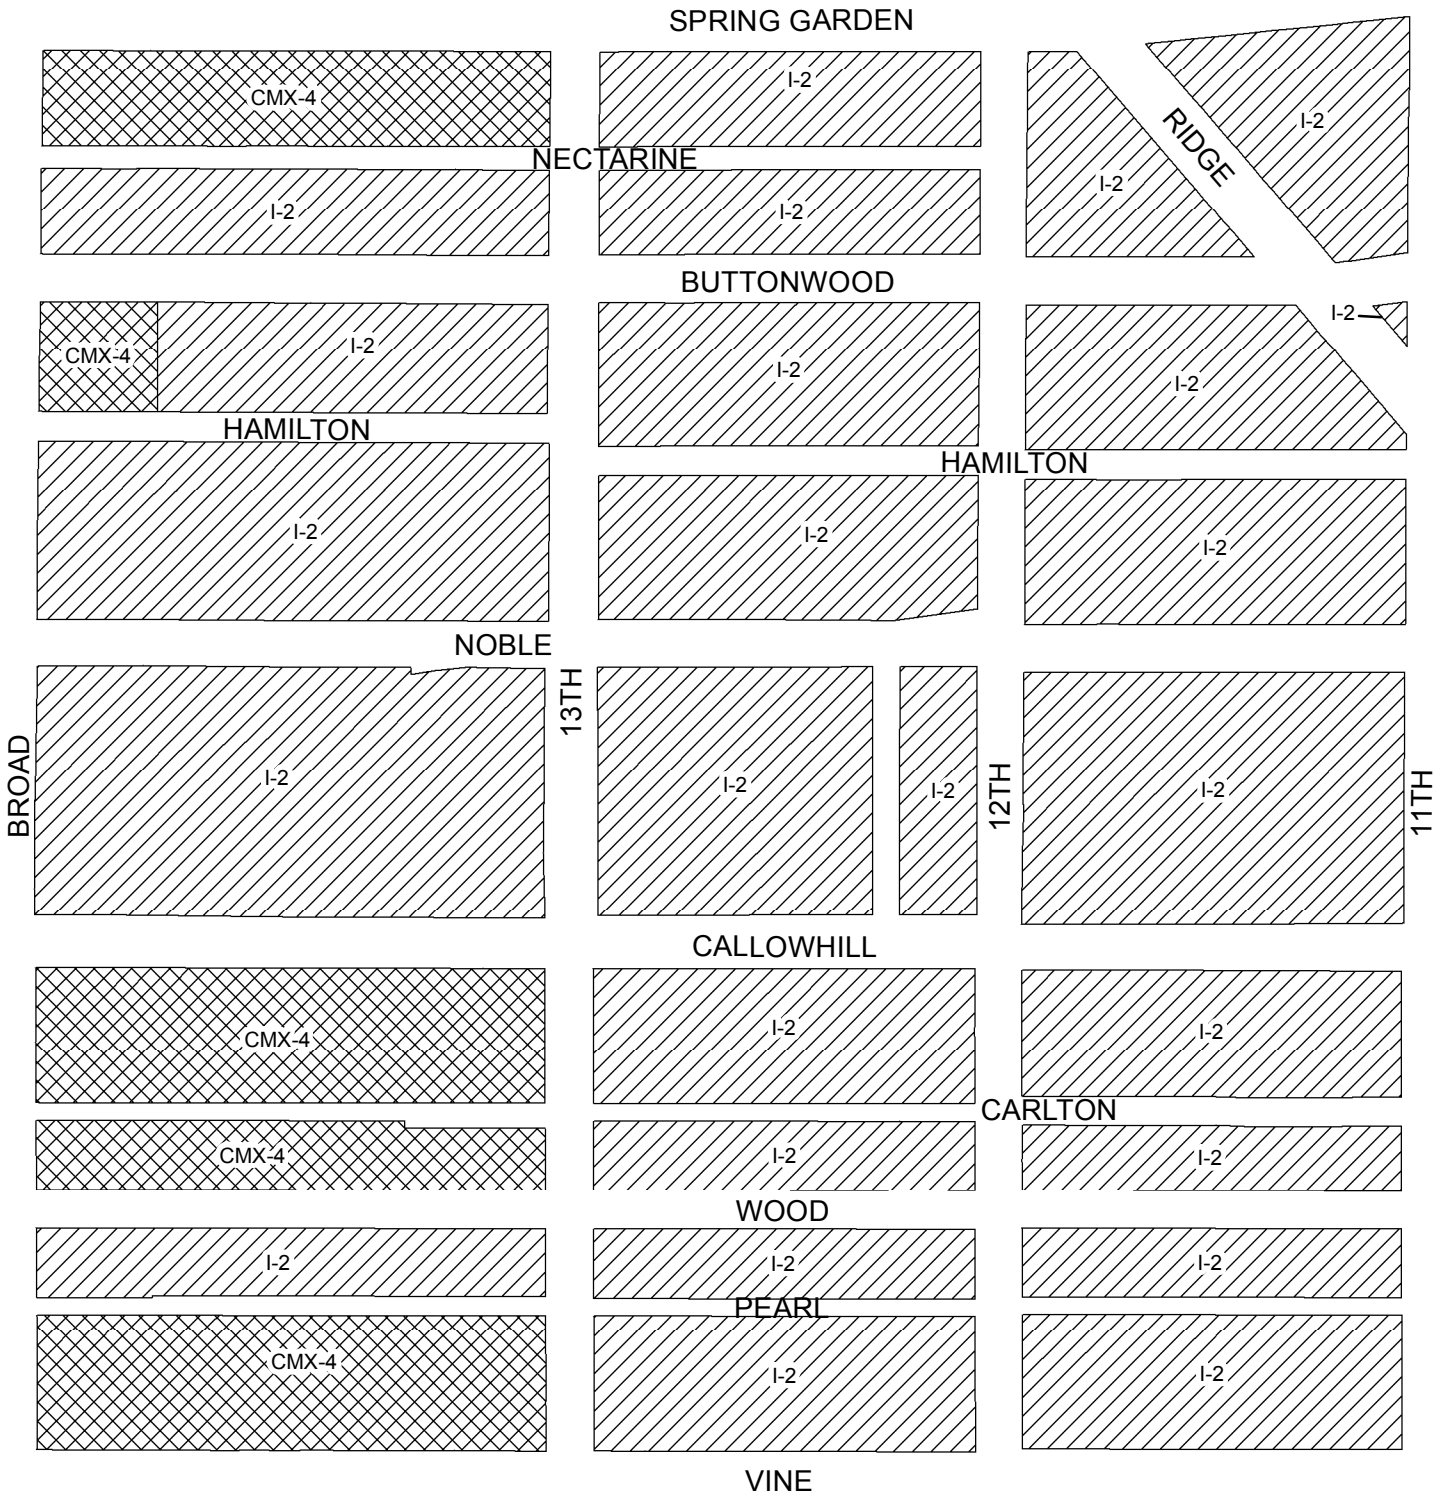 SPRING GARDEN
CMX-4
I-2
I-2
RIDGE
NECTARINE
I-2
I-2
I-2
BUTTONWOOD
CMX-4
I-2
I-2
I-2
I-2
HAMILTON
HAMILTON
I-2
I-2
I-2
NOBLE
BROAD
13TH
12TH
11TH
I-2
I-2
I-2
I-2
CALLOWHILL
CMX-4
I-2
I-2
CARLTON
CMX-4
I-2
I-2
WOOD
I-2
I-2
I-2
PEARL
CMX-4
I-2
I-2
VINE